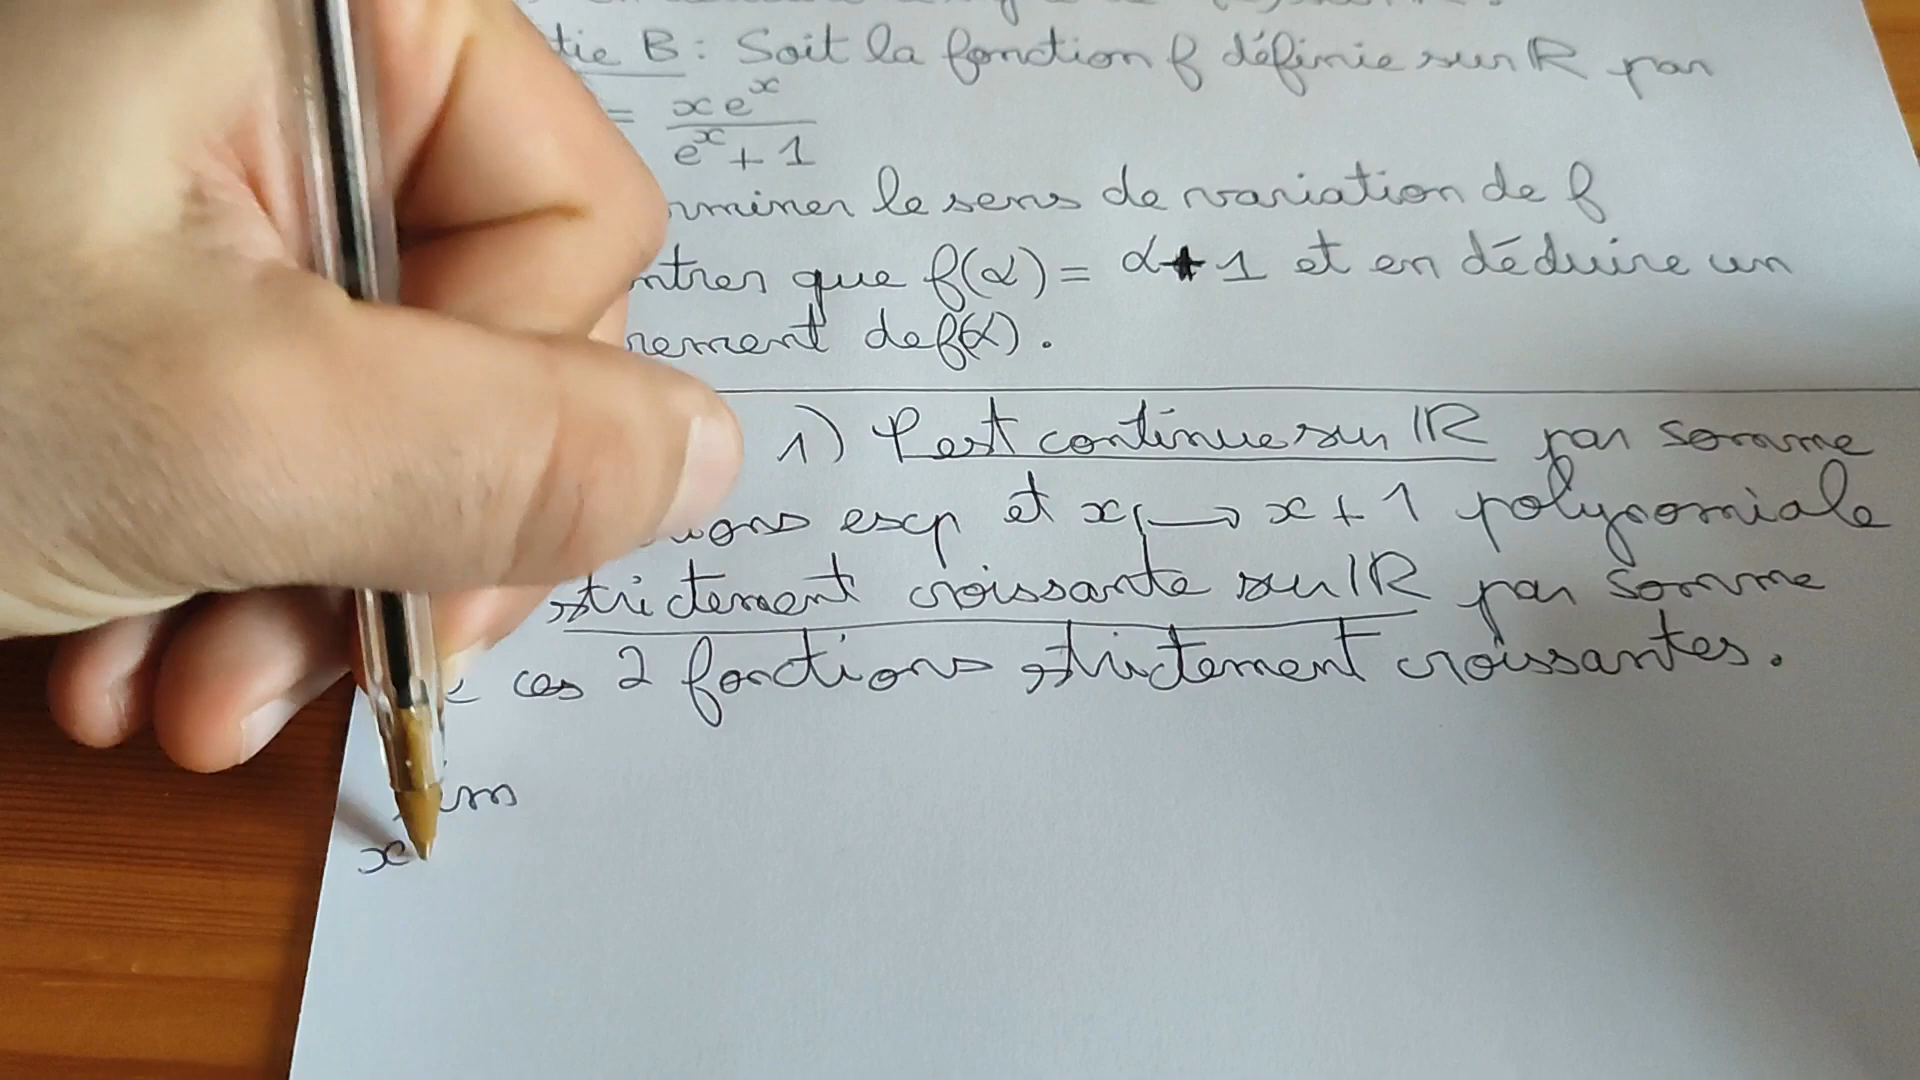 tie B : Soit la fonction f définie sur ℝ par
= xe^x / (e^x + 1)
rminer le sens de variation de f
ntrer que f(α) = α + 1 et en déduire un
rement de f(α).
1) φ est continue sur ℝ par somme
ions exp et x ↦ x + 1 polynomiale
strictement croissante sur ℝ par somme
ces 2 fonctions strictement croissantes.
im
x